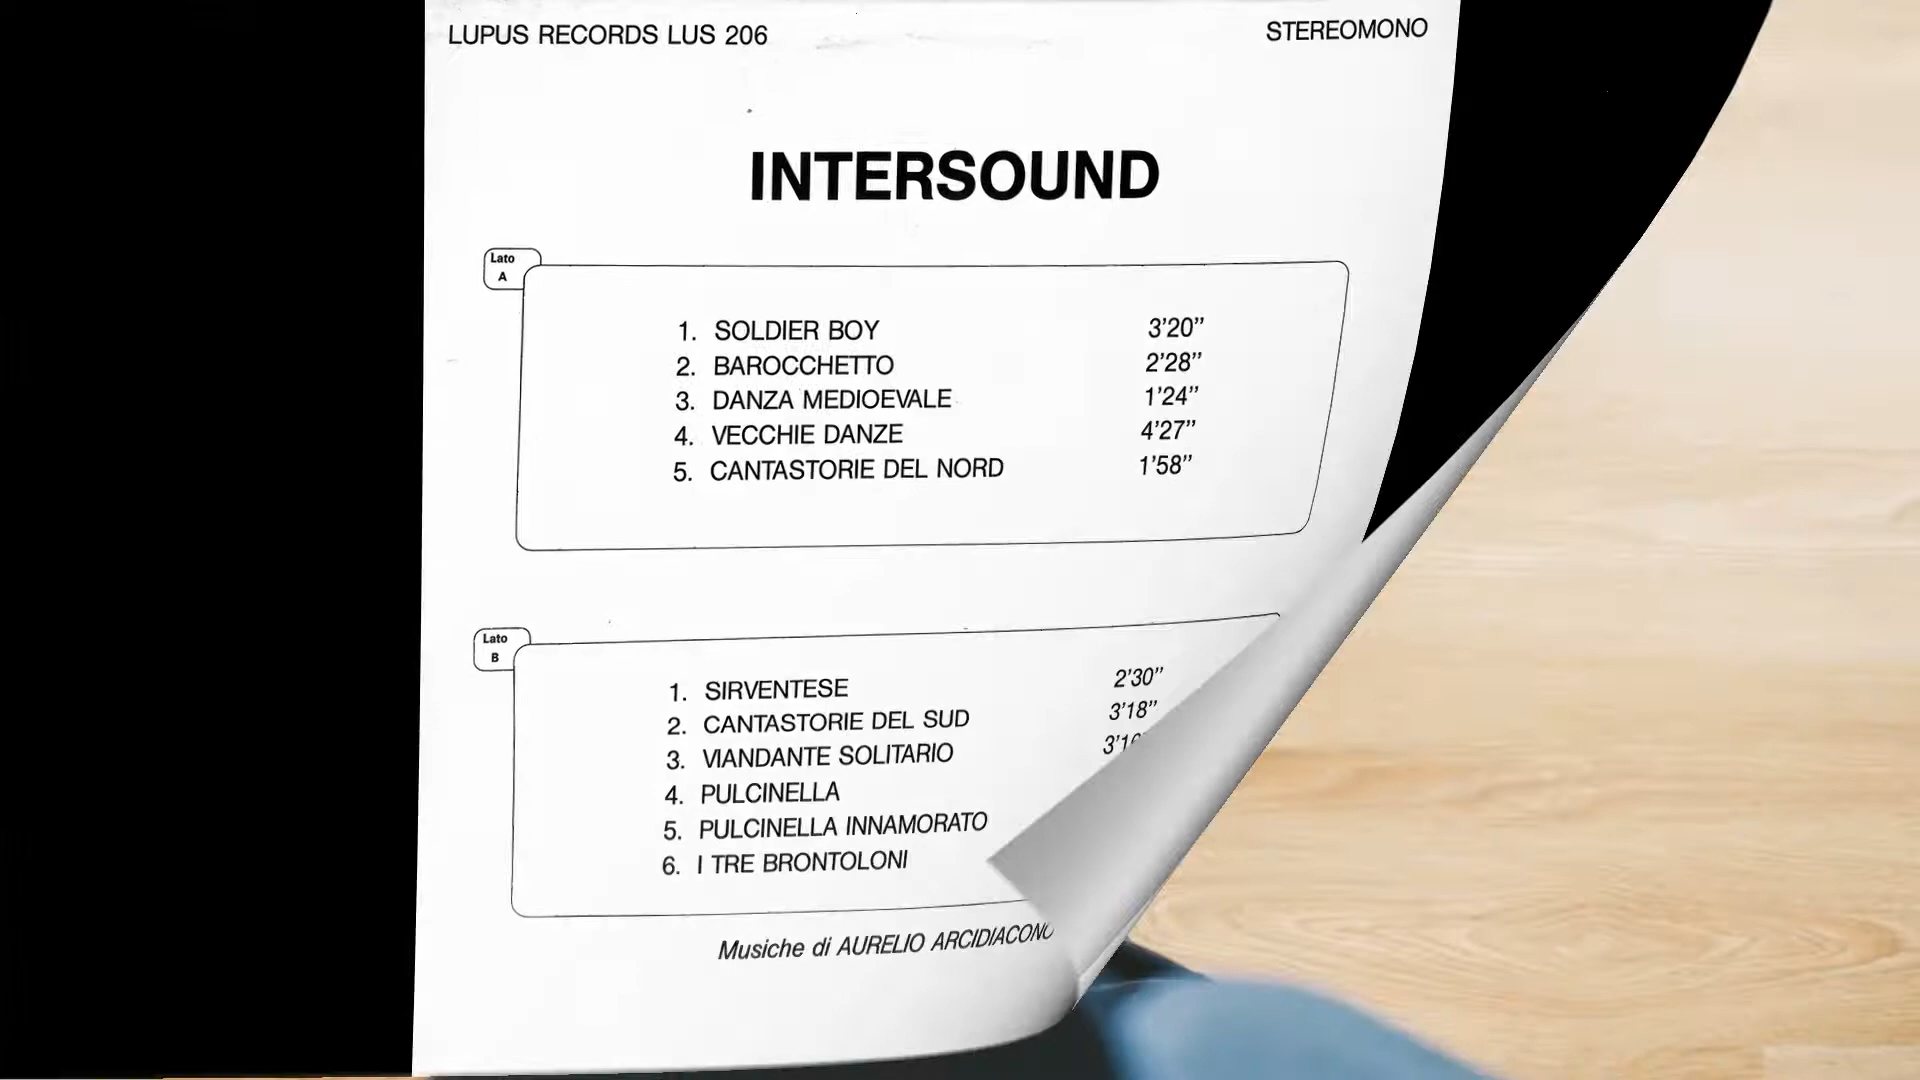 LUPUS RECORDS LUS 206
STEREOMONO
INTERSOUND
Lato
A
1. SOLDIER BOY 3'20"
2. BAROCCHETTO 2'28"
3. DANZA MEDIOEVALE 1'24"
4. VECCHIE DANZE 4'27"
5. CANTASTORIE DEL NORD 1'58"
Lato
B
1. SIRVENTESE 2'30"
2. CANTASTORIE DEL SUD 3'18"
3. VIANDANTE SOLITARIO
4. PULCINELLA
5. PULCINELLA INNAMORATO
6. I TRE BRONTOLONI
Musiche di AURELIO ARCIDIACONO